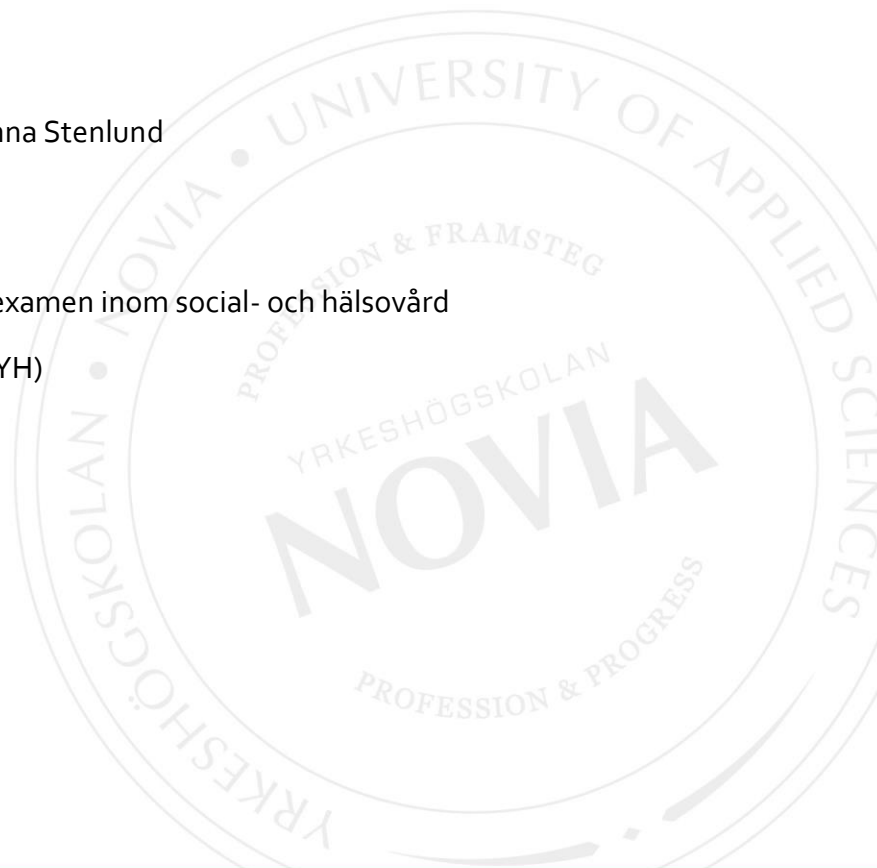 nna Stenlund
examen inom social- och hälsovård
YH)
YRKESHÖGSKOLAN • NOVIA • UNIVERSITY OF APPLIED SCIENCES
PROFESSION & FRAMSTEG
YRKESHÖGSKOLAN
NOVIA
PROFESSION & PROGRESS